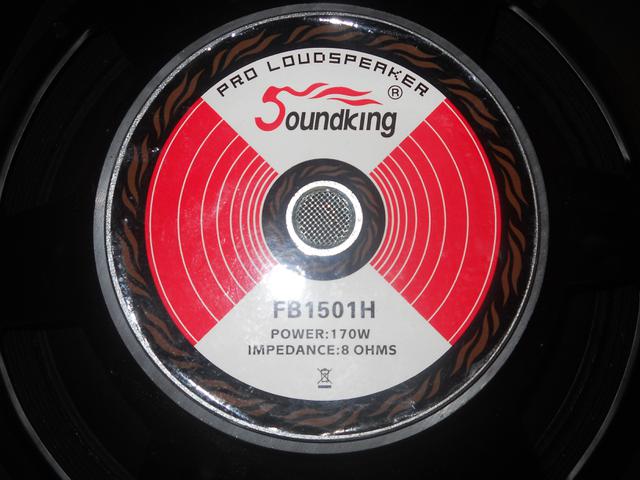 PRO LOUDSPEAKER
Soundking ®
FB1501H
POWER:170W
IMPEDANCE:8 OHMS